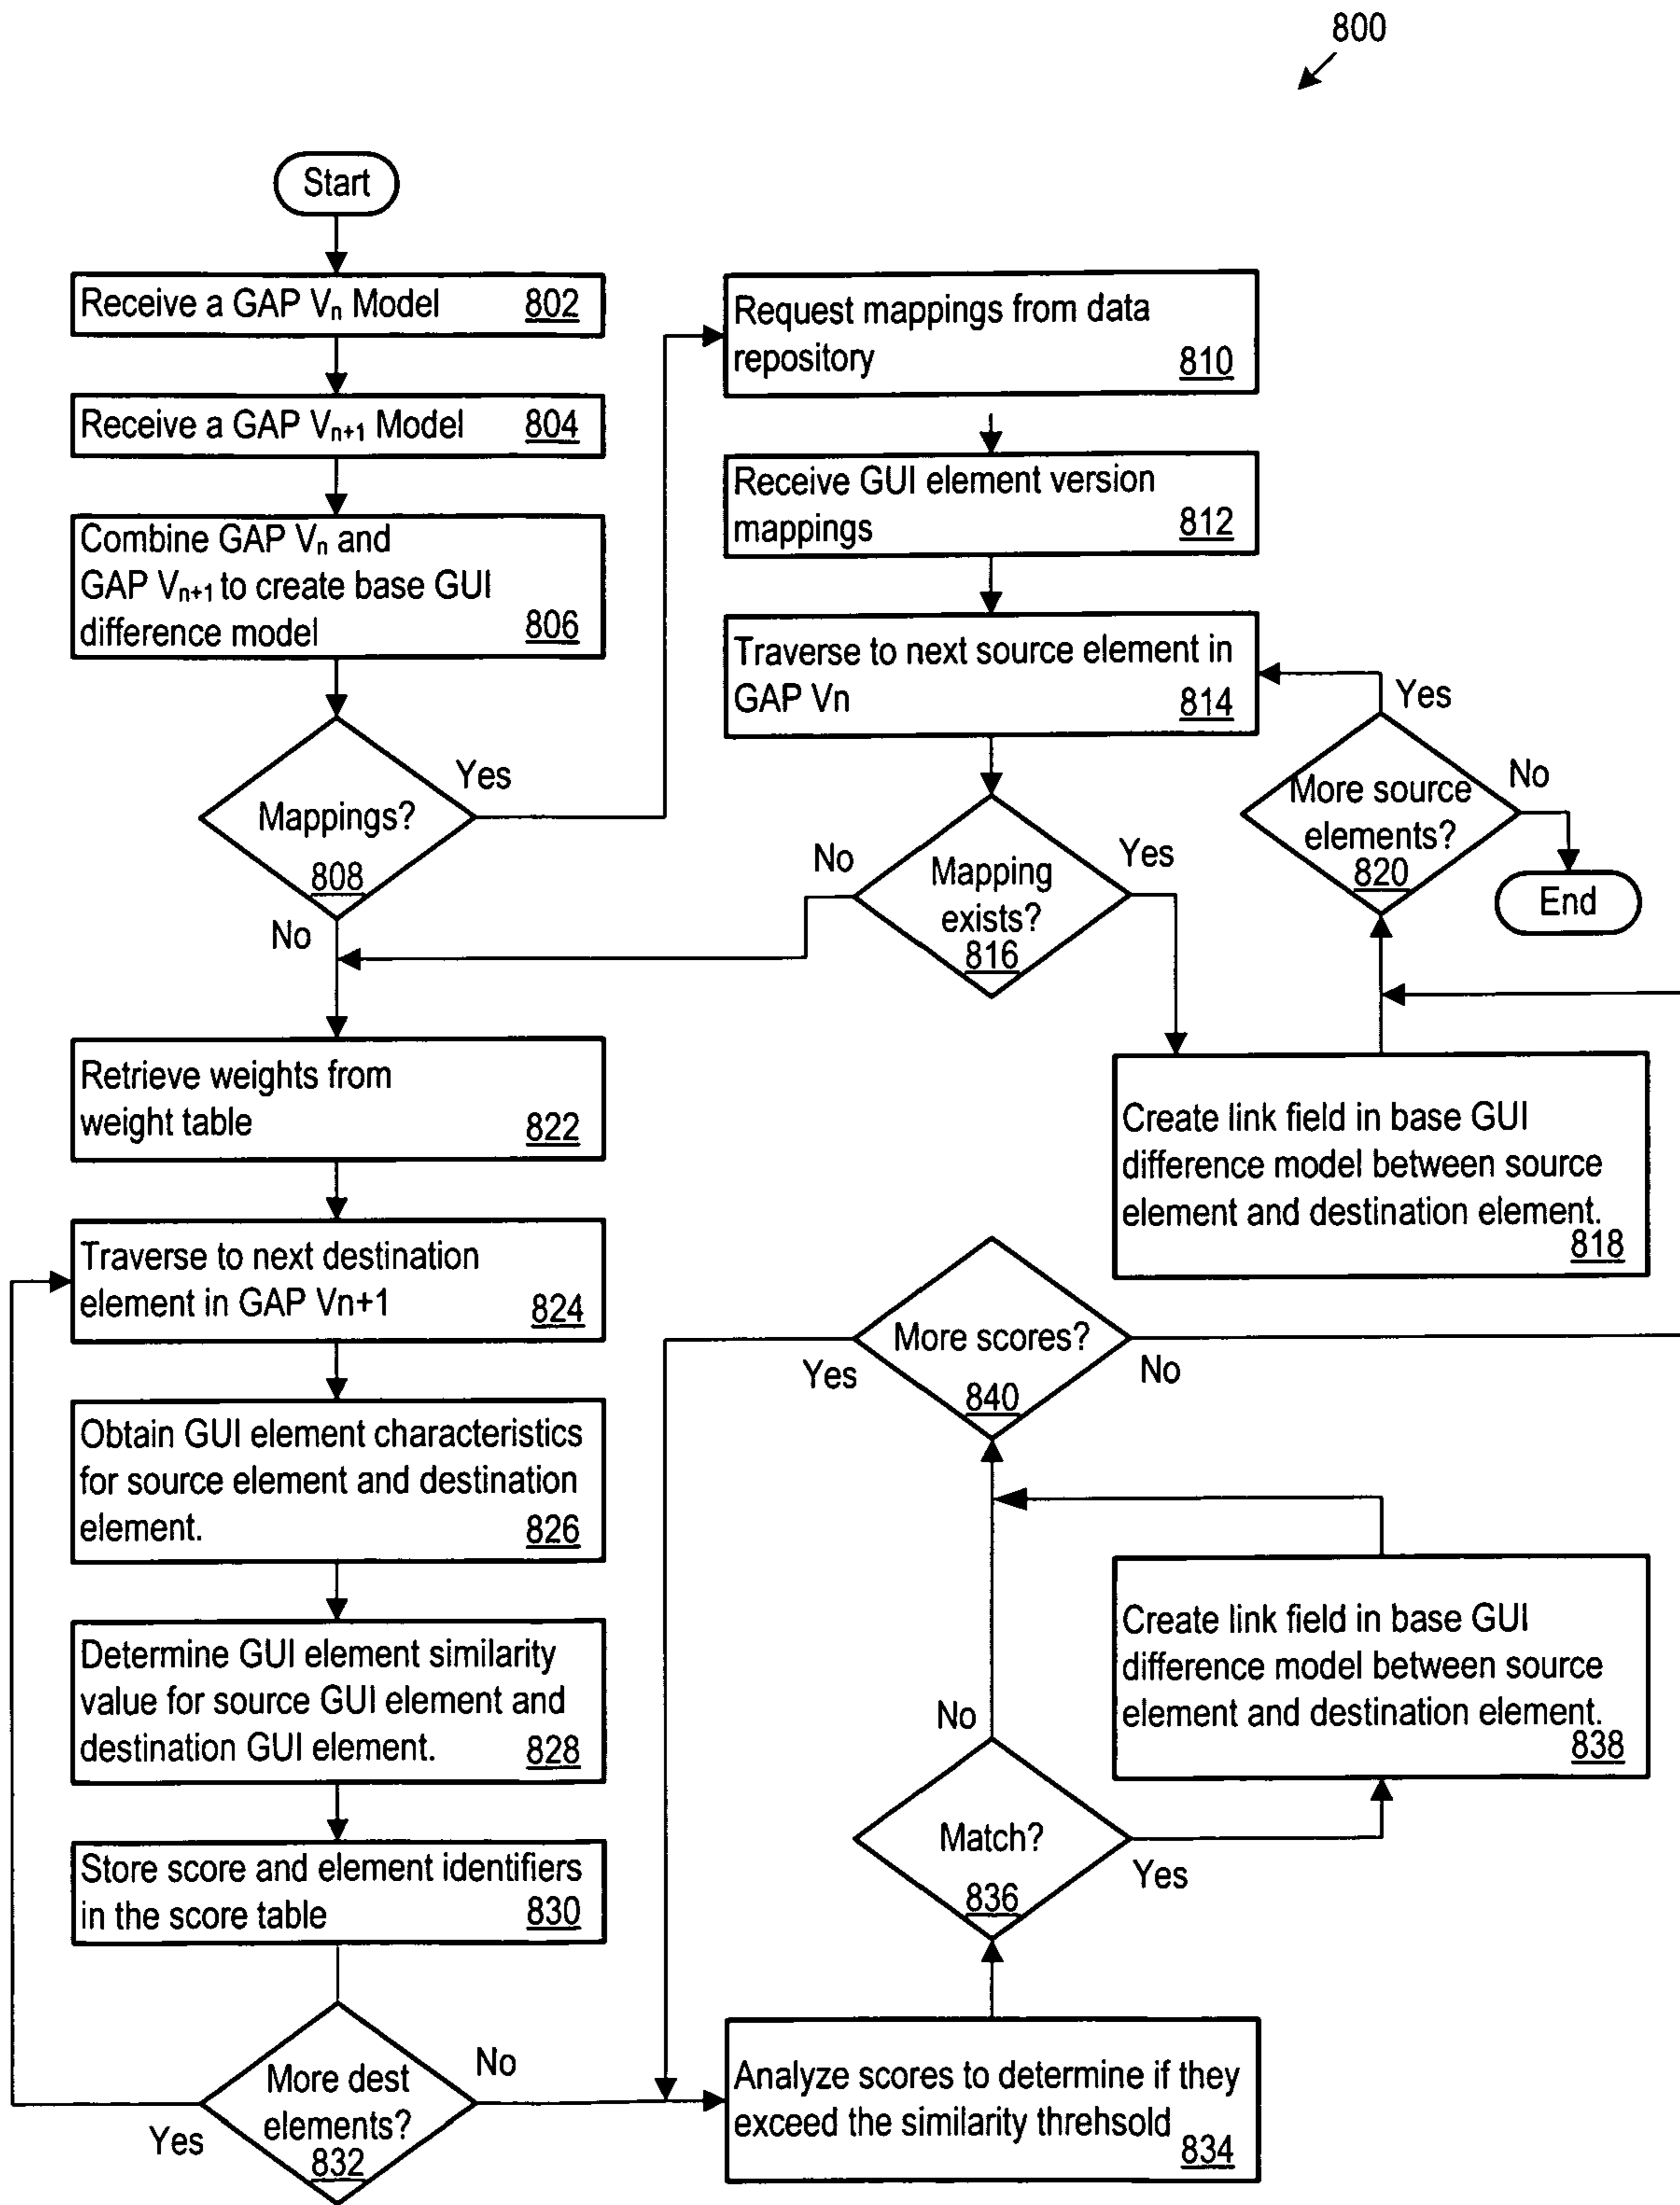 800
Start
Receive a GAP Vn Model 802
Receive a GAP Vn+1 Model 804
Combine GAP Vn and
GAP Vn+1 to create base GUI
difference model 806
Mappings?
808
Yes
No
Request mappings from data
repository 810
Receive GUI element version
mappings 812
Traverse to next source element in
GAP Vn 814
Mapping
exists?
816
No
Yes
More source
elements?
820
Yes
No
End
Create link field in base GUI
difference model between source
element and destination element.
818
Retrieve weights from
weight table 822
Traverse to next destination
element in GAP Vn+1 824
Obtain GUI element characteristics
for source element and destination
element. 826
Determine GUI element similarity
value for source GUI element and
destination GUI element. 828
Store score and element identifiers
in the score table 830
More dest
elements?
832
Yes
No
Analyze scores to determine if they
exceed the similarity threhsold 834
Match?
836
No
Yes
Create link field in base GUI
difference model between source
element and destination element.
838
More scores?
840
Yes
No